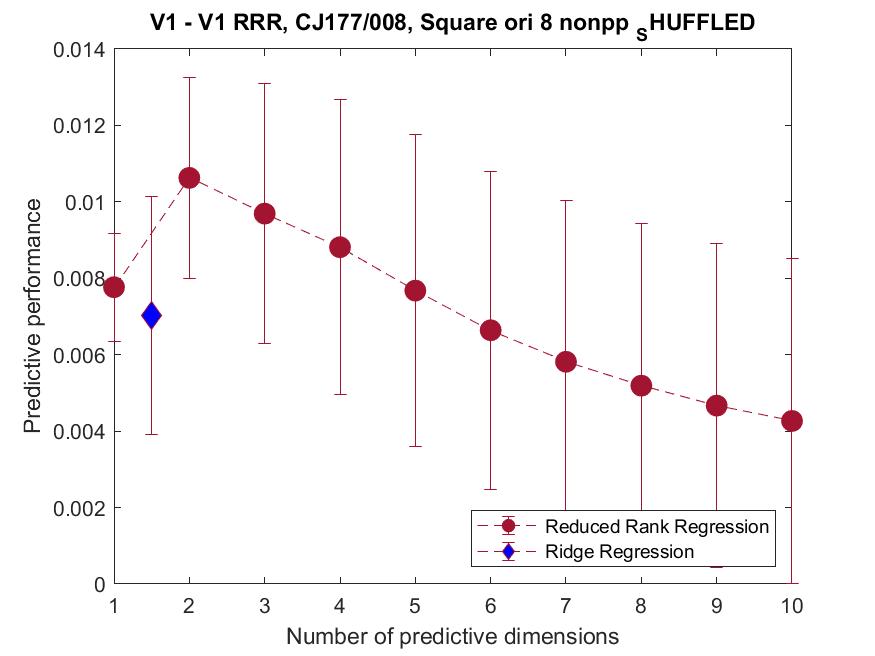 V1 - V1 RRR, CJ177/008, Square ori 8 nonpp SHUFFLED
0.014
0.012
0.01
0.008
0.006
0.004
0.002
0
Predictive performance
Reduced Rank Regression
Ridge Regression
1 2 3 4 5 6 7 8 9 10
Number of predictive dimensions